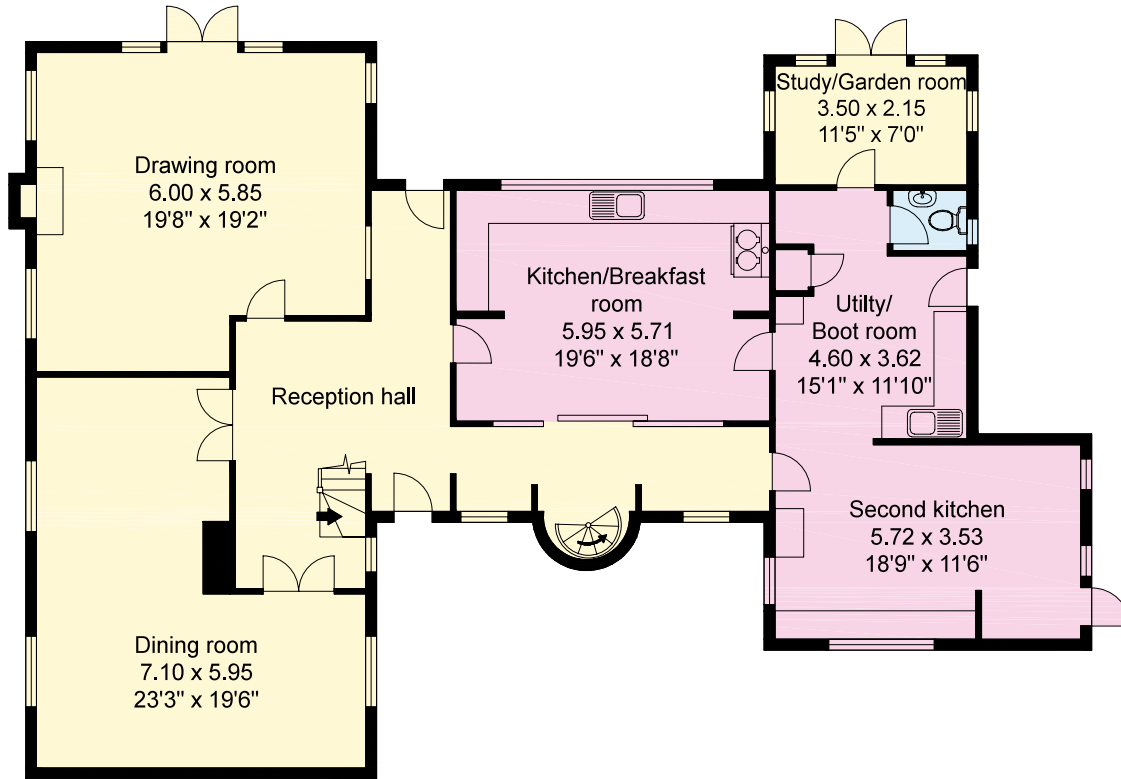 Study/Garden room
3.50 x 2.15
11'5" x 7'0"
Drawing room
6.00 x 5.85
19'8" x 19'2"
Kitchen/Breakfast
room
5.95 x 5.71
19'6" x 18'8"
Utilty/
Boot room
4.60 x 3.62
15'1" x 11'10"
Reception hall
Second kitchen
5.72 x 3.53
18'9" x 11'6"
Dining room
7.10 x 5.95
23'3" x 19'6"